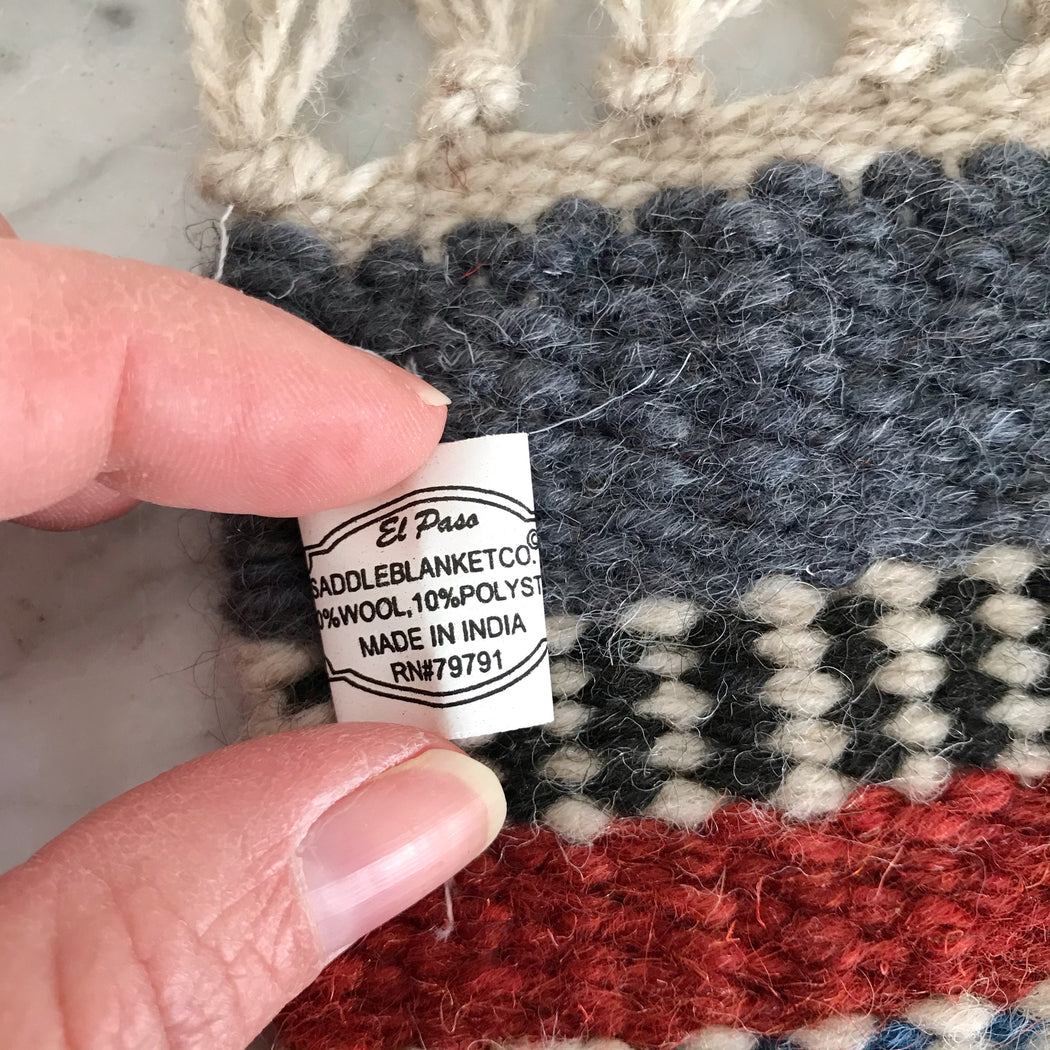 El Paso
SADDLEBLANKETCO.©
0%WOOL,10%POLYST
MADE IN INDIA
RN#79791